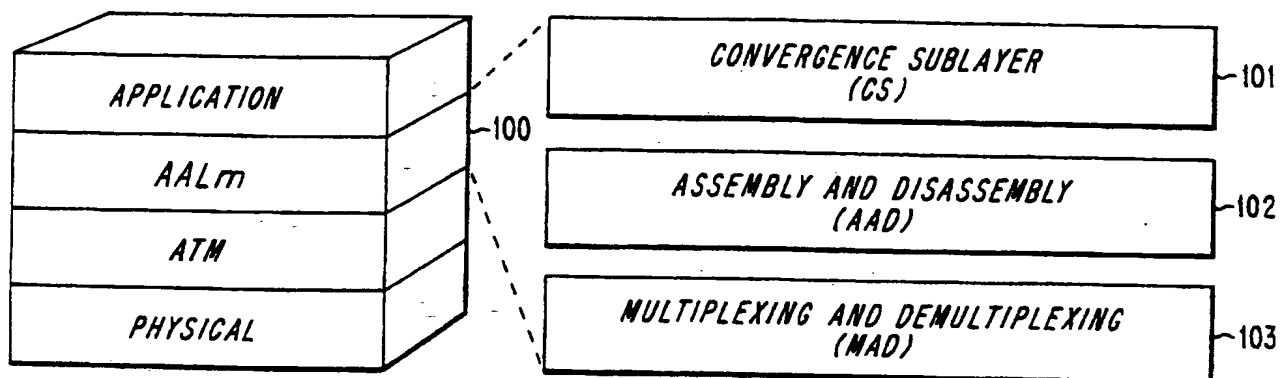 APPLICATION
AALm
ATM
PHYSICAL
100
CONVERGENCE SUBLAYER
(CS)
101
ASSEMBLY AND DISASSEMBLY
(AAD)
102
MULTIPLEXING AND DEMULTIPLEXING
(MAD)
103